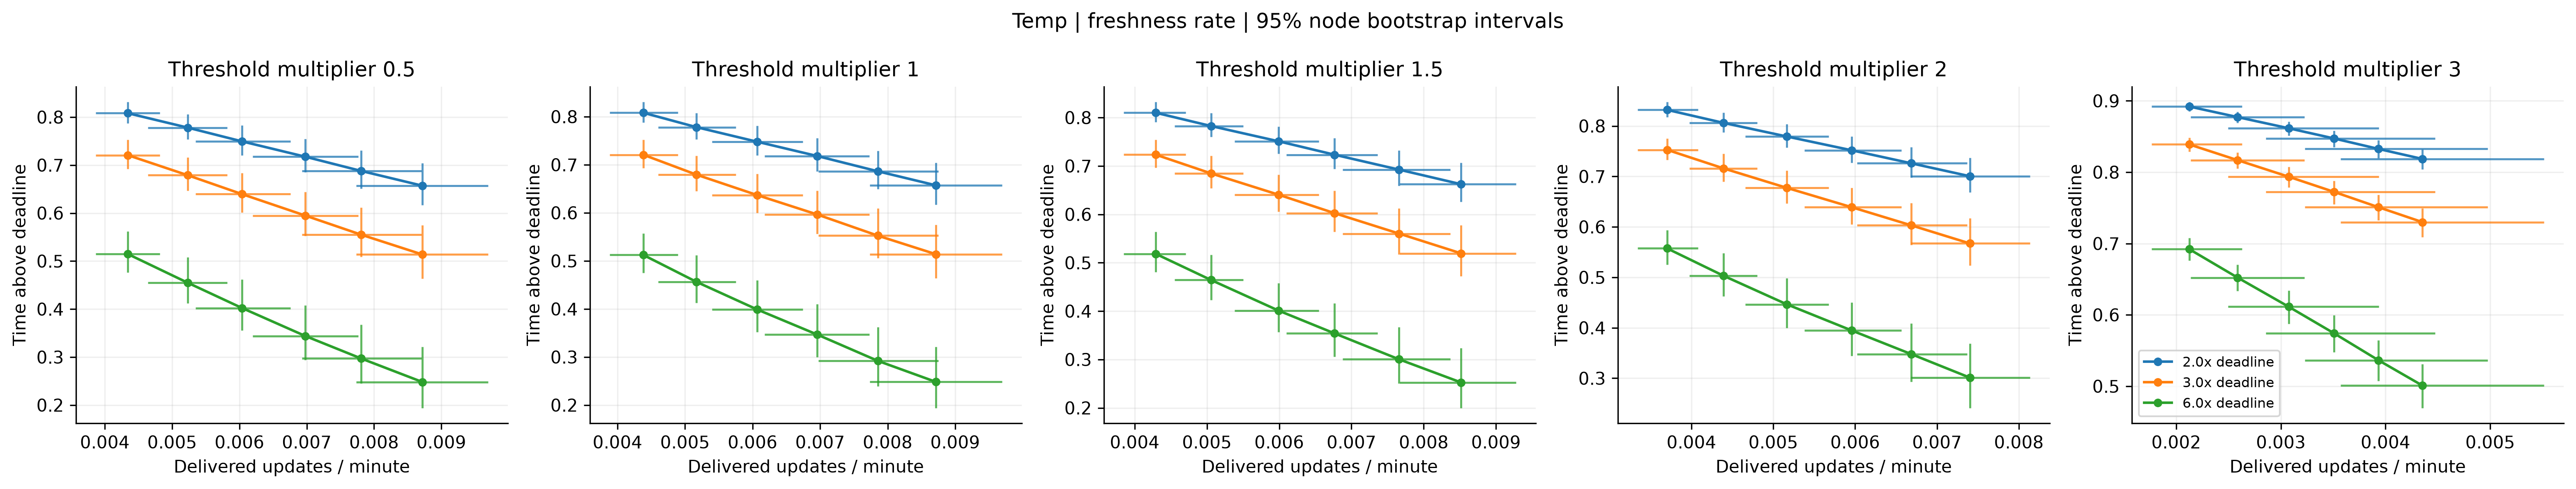 Temp | freshness rate | 95% node bootstrap intervals
Threshold multiplier 0.5
Time above deadline
0.8
0.7
0.6
0.5
0.4
0.3
0.2
0.004 0.005 0.006 0.007 0.008 0.009
Delivered updates / minute
Threshold multiplier 1
Time above deadline
0.8
0.7
0.6
0.5
0.4
0.3
0.2
0.004 0.005 0.006 0.007 0.008 0.009
Delivered updates / minute
Threshold multiplier 1.5
Time above deadline
0.8
0.7
0.6
0.5
0.4
0.3
0.2
0.004 0.005 0.006 0.007 0.008 0.009
Delivered updates / minute
Threshold multiplier 2
Time above deadline
0.8
0.7
0.6
0.5
0.4
0.3
0.004 0.005 0.006 0.007 0.008
Delivered updates / minute
Threshold multiplier 3
Time above deadline
0.9
0.8
0.7
0.6
0.5
2.0x deadline
3.0x deadline
6.0x deadline
0.002 0.003 0.004 0.005
Delivered updates / minute